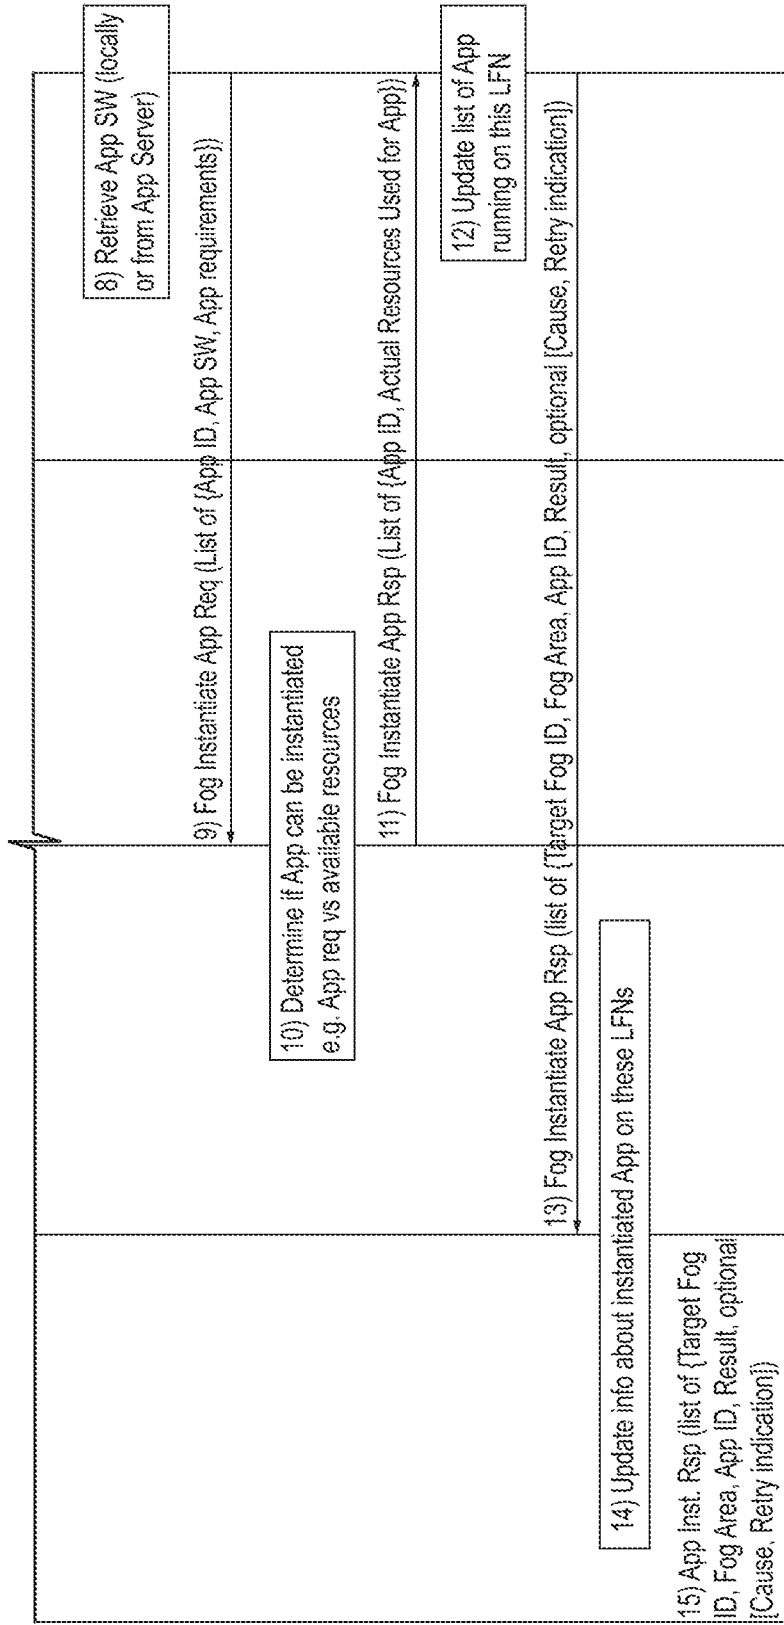 8) Retrieve App SW (locally
or from App Server)
9) Fog Instantiate App Req (List of {App ID, App SW, App requirements})
10) Determine if App can be instantiated
e.g. App req vs available resources
11) Fog Instantiate App Rsp (List of {App ID, Actual Resources Used for App})
12) Update list of App
running on this LFN
13) Fog Instantiate App Rsp (list of {Target Fog ID, Fog Area, App ID, Result, optional [Cause, Retry indication])
14) Update info about instantiated App on these LFNs
15) App Inst. Rsp (list of {Target Fog
ID, Fog Area, App ID, Result, optional
[Cause, Retry indication])